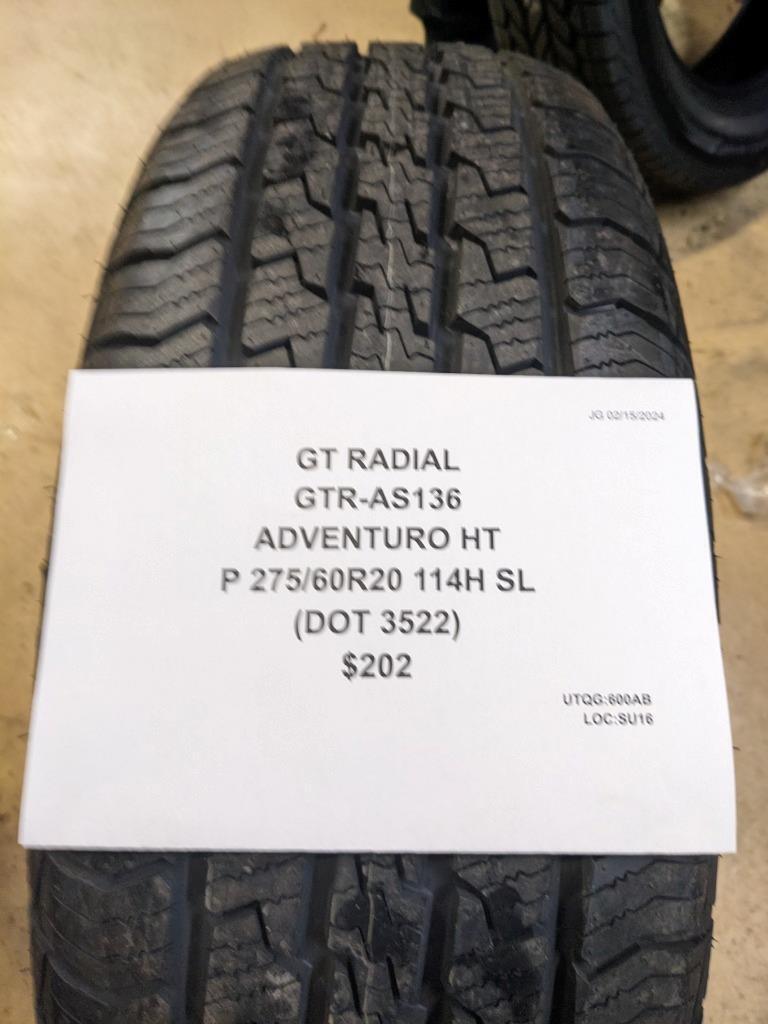 JG 02/15/2024
GT RADIAL
GTR-AS136
ADVENTURO HT
P 275/60R20 114H SL
(DOT 3522)
$202
UTQG:600AB
LOC:SU16